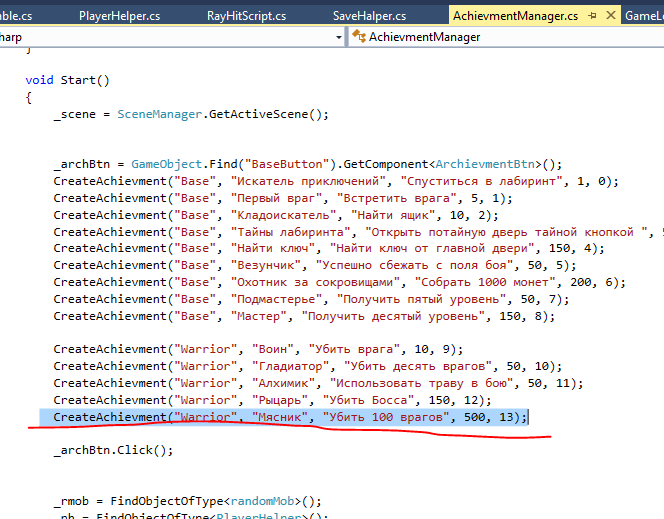 able.cs PlayerHelper.cs RayHitScript.cs SaveHalper.cs AchievmentManager.cs GameLo
harp AchievmentManager
}
void Start()
{
_scene = SceneManager.GetActiveScene();
_archBtn = GameObject.Find("BaseButton").GetComponent<ArchievmentBtn>();
CreateAchievment("Base", "Искатель приключений", "Спуститься в лабиринт", 1, 0);
CreateAchievment("Base", "Первый враг", "Встретить врага", 5, 1);
CreateAchievment("Base", "Кладоискатель", "Найти ящик", 10, 2);
CreateAchievment("Base", "Тайны лабиринта", "Открыть потайную дверь тайной кнопкой ",
CreateAchievment("Base", "Найти ключ", "Найти ключ от главной двери", 150, 4);
CreateAchievment("Base", "Везунчик", "Успешно сбежать с поля боя", 50, 5);
CreateAchievment("Base", "Охотник за сокровищами", "Собрать 1000 монет", 200, 6);
CreateAchievment("Base", "Подмастерье", "Получить пятый уровень", 50, 7);
CreateAchievment("Base", "Мастер", "Получить десятый уровень", 150, 8);
CreateAchievment("Warrior", "Воин", "Убить врага", 10, 9);
CreateAchievment("Warrior", "Гладиатор", "Убить десять врагов", 50, 10);
CreateAchievment("Warrior", "Алхимик", "Использовать траву в бою", 50, 11);
CreateAchievment("Warrior", "Рыцарь", "Убить Босса", 150, 12);
CreateAchievment("Warrior", "Мясник", "Убить 100 врагов", 500, 13);
_archBtn.Click();
_rmob = FindObjectOfType<randomMob>();
_ph = FindObjectOfType<PlayerHelper>();